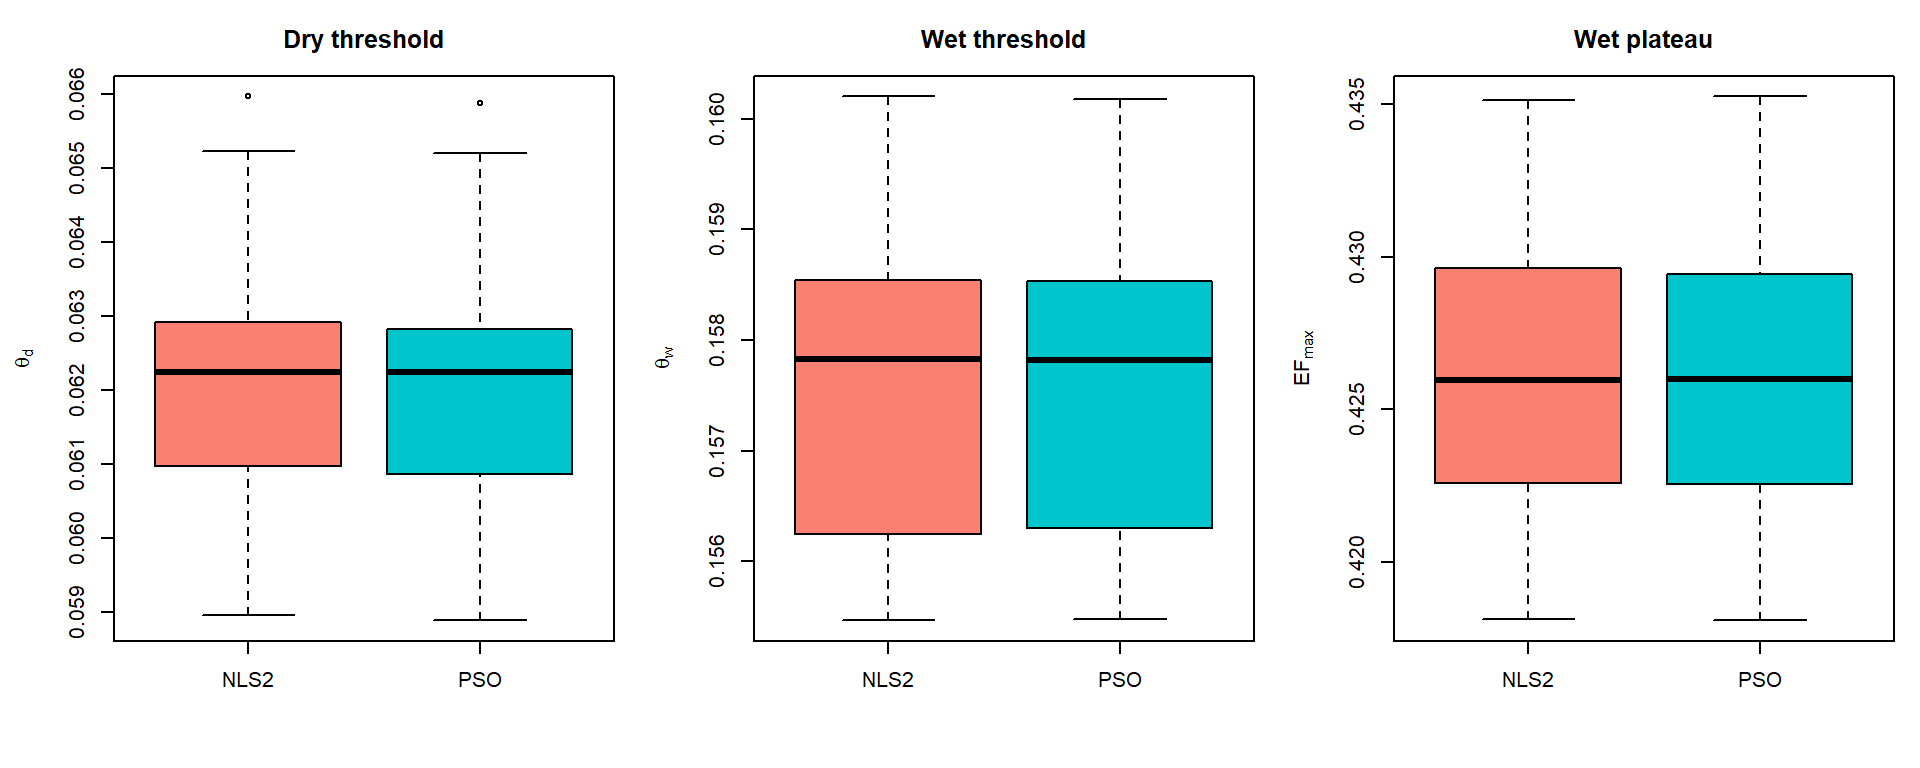 Dry threshold
θd
0.066
0.065
0.064
0.063
0.062
0.061
0.060
0.059
NLS2
PSO
Wet threshold
θw
0.160
0.159
0.158
0.157
0.156
NLS2
PSO
Wet plateau
EFmax
0.435
0.430
0.425
0.420
NLS2
PSO